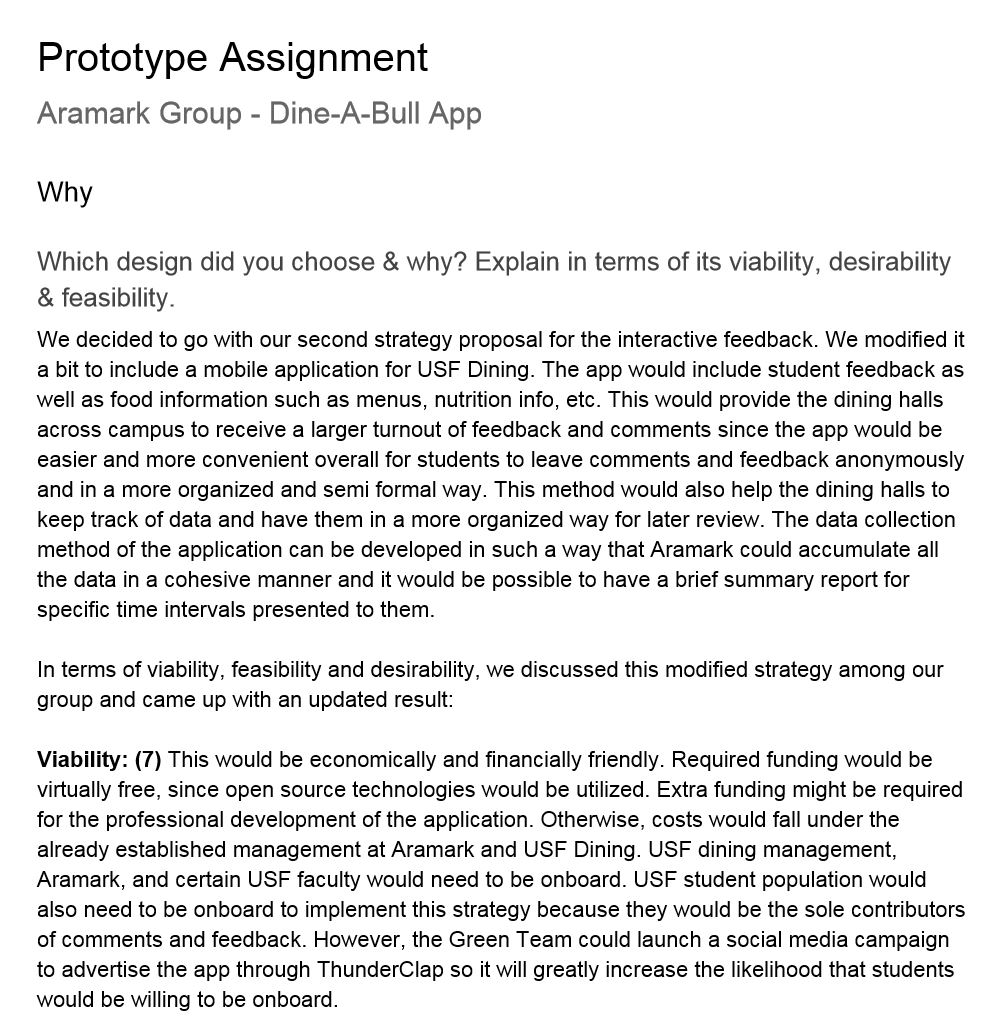 Prototype Assignment
Aramark Group - Dine-A-Bull App
Why
Which design did you choose & why? Explain in terms of its viability, desirability
& feasibility.
We decided to go with our second strategy proposal for the interactive feedback. We modified it
a bit to include a mobile application for USF Dining. The app would include student feedback as
well as food information such as menus, nutrition info, etc. This would provide the dining halls
across campus to receive a larger turnout of feedback and comments since the app would be
easier and more convenient overall for students to leave comments and feedback anonymously
and in a more organized and semi formal way. This method would also help the dining halls to
keep track of data and have them in a more organized way for later review. The data collection
method of the application can be developed in such a way that Aramark could accumulate all
the data in a cohesive manner and it would be possible to have a brief summary report for
specific time intervals presented to them.
In terms of viability, feasibility and desirability, we discussed this modified strategy among our
group and came up with an updated result:
Viability: (7) This would be economically and financially friendly. Required funding would be
virtually free, since open source technologies would be utilized. Extra funding might be required
for the professional development of the application. Otherwise, costs would fall under the
already established management at Aramark and USF Dining. USF dining management,
Aramark, and certain USF faculty would need to be onboard. USF student population would
also need to be onboard to implement this strategy because they would be the sole contributors
of comments and feedback. However, the Green Team could launch a social media campaign
to advertise the app through ThunderClap so it will greatly increase the likelihood that students
would be willing to be onboard.